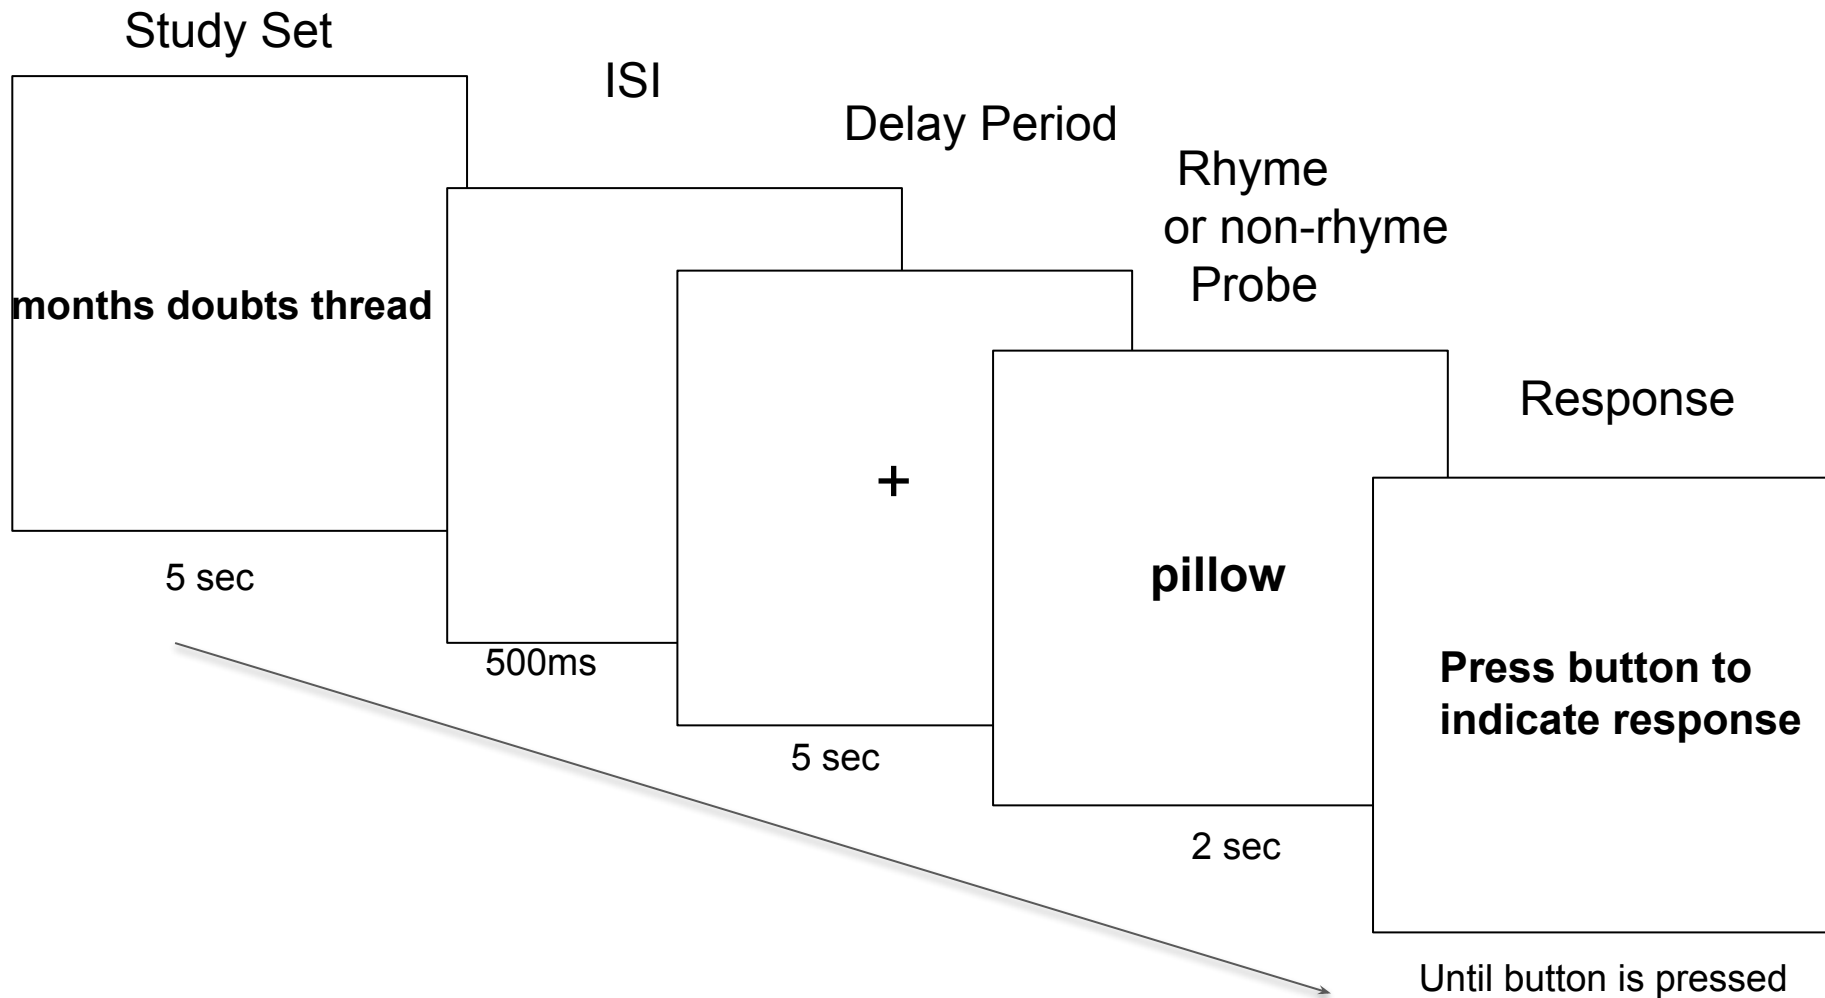 Study Set
ISI
Delay Period
Rhyme
or non-rhyme
Probe
Response
months doubts thread
+
pillow
Press button to
indicate response
5 sec
500ms
5 sec
2 sec
Until button is pressed